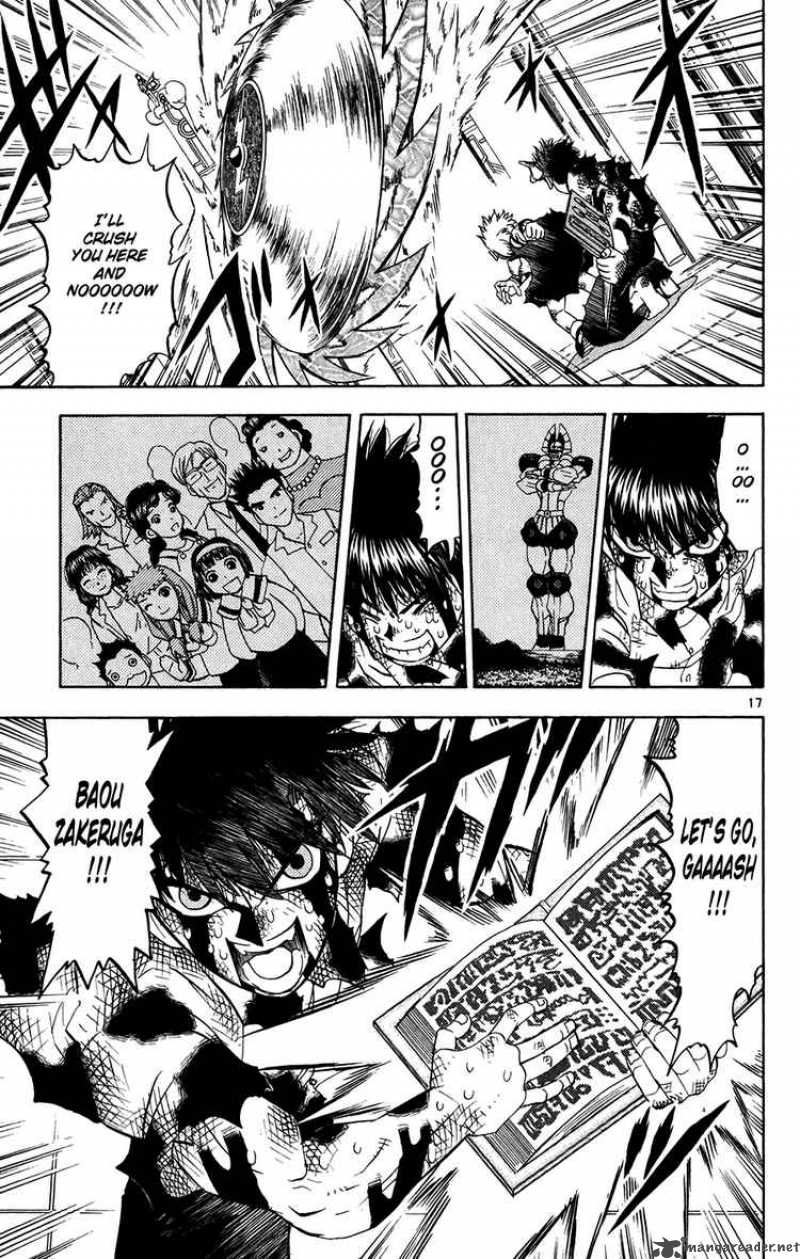 I'LL
CRUSH
YOU HERE
AND
NOOOOOOW
!!!
O
...OO
...
OOO...
17
LET'S GO,
GAAAASH
!!!
BAOU
ZAKERUGA
!!!
mangareader.net